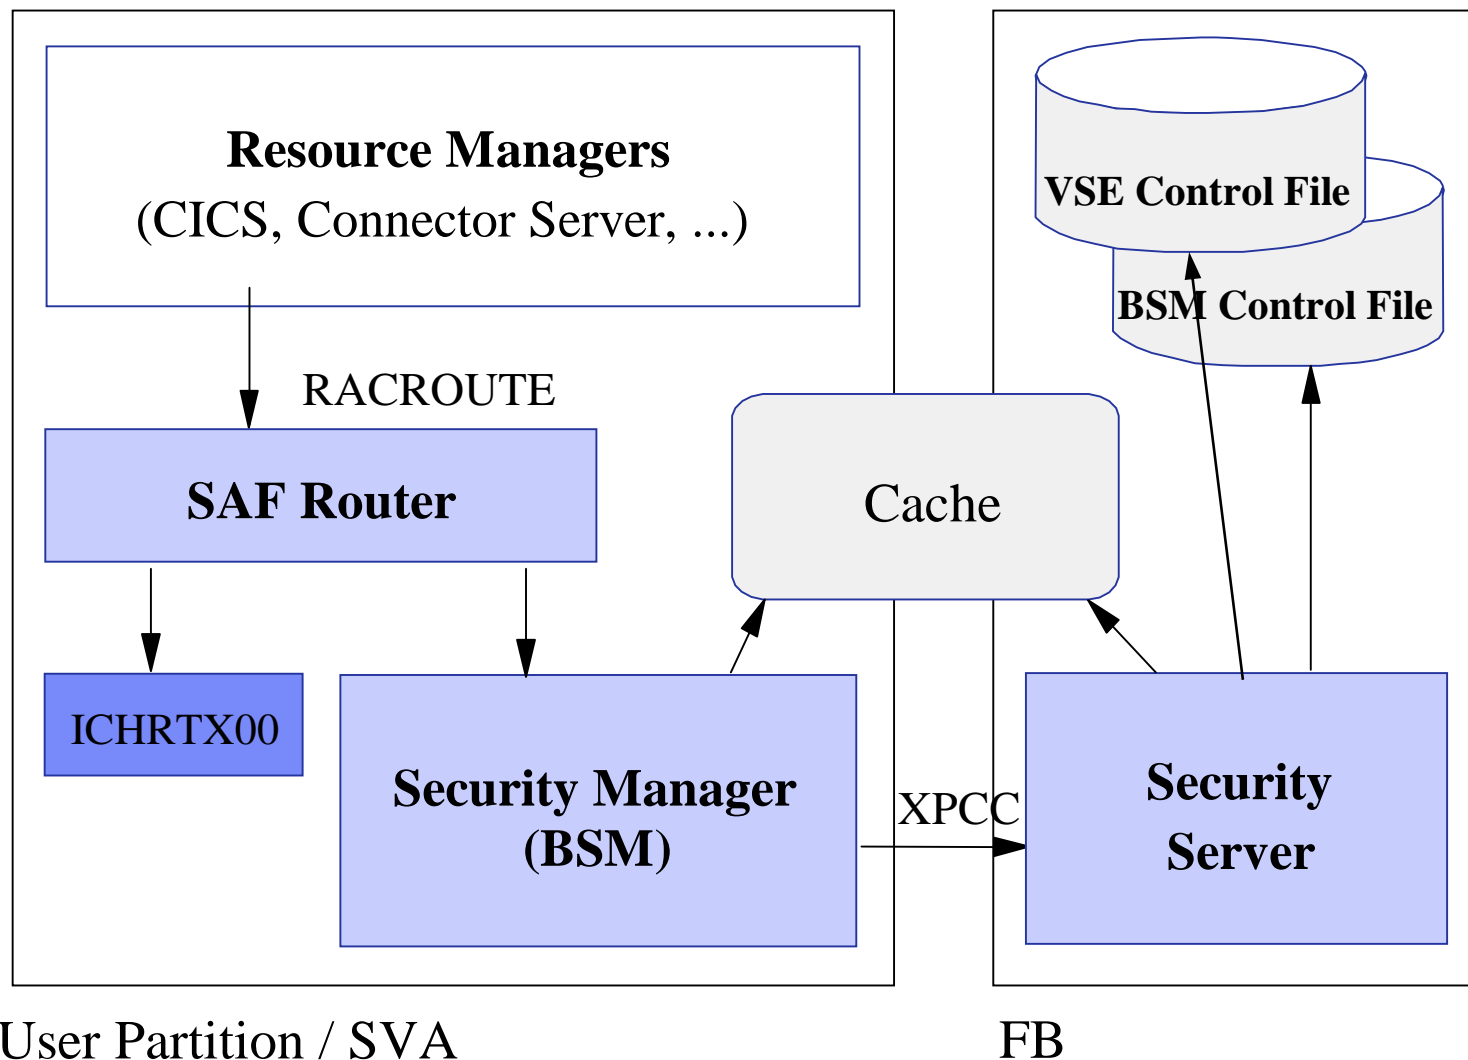 Resource Managers
(CICS, Connector Server, ...)
VSE Control File
BSM Control File
RACROUTE
SAF Router
Cache
ICHRTX00
Security Manager
(BSM)
XPCC
Security
Server
User Partition / SVA
FB